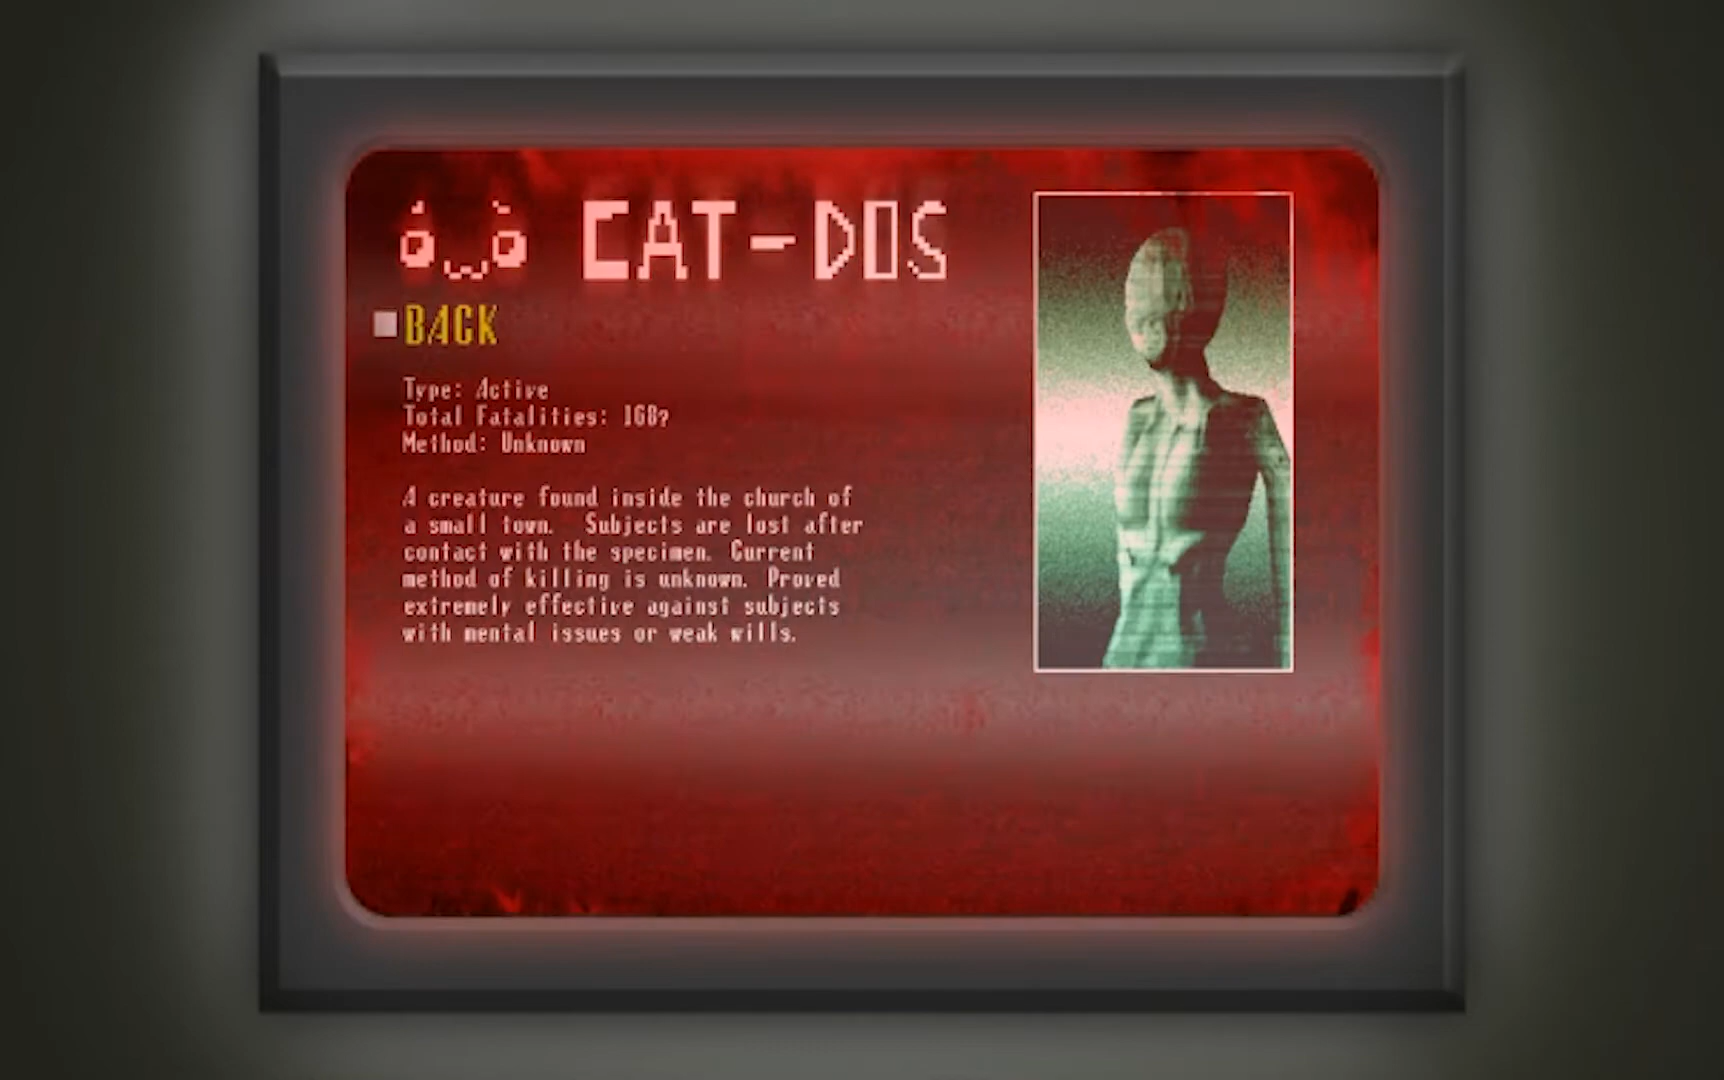 CAT-DOS
BACK
Type: Active
Total Fatalities: 168?
Method: Unknown
A creature found inside the church of
a small town. Subjects are lost after
contact with the specimen. Current
method of killing is unknown. Proved
extremely effective against subjects
with mental issues or weak wills.